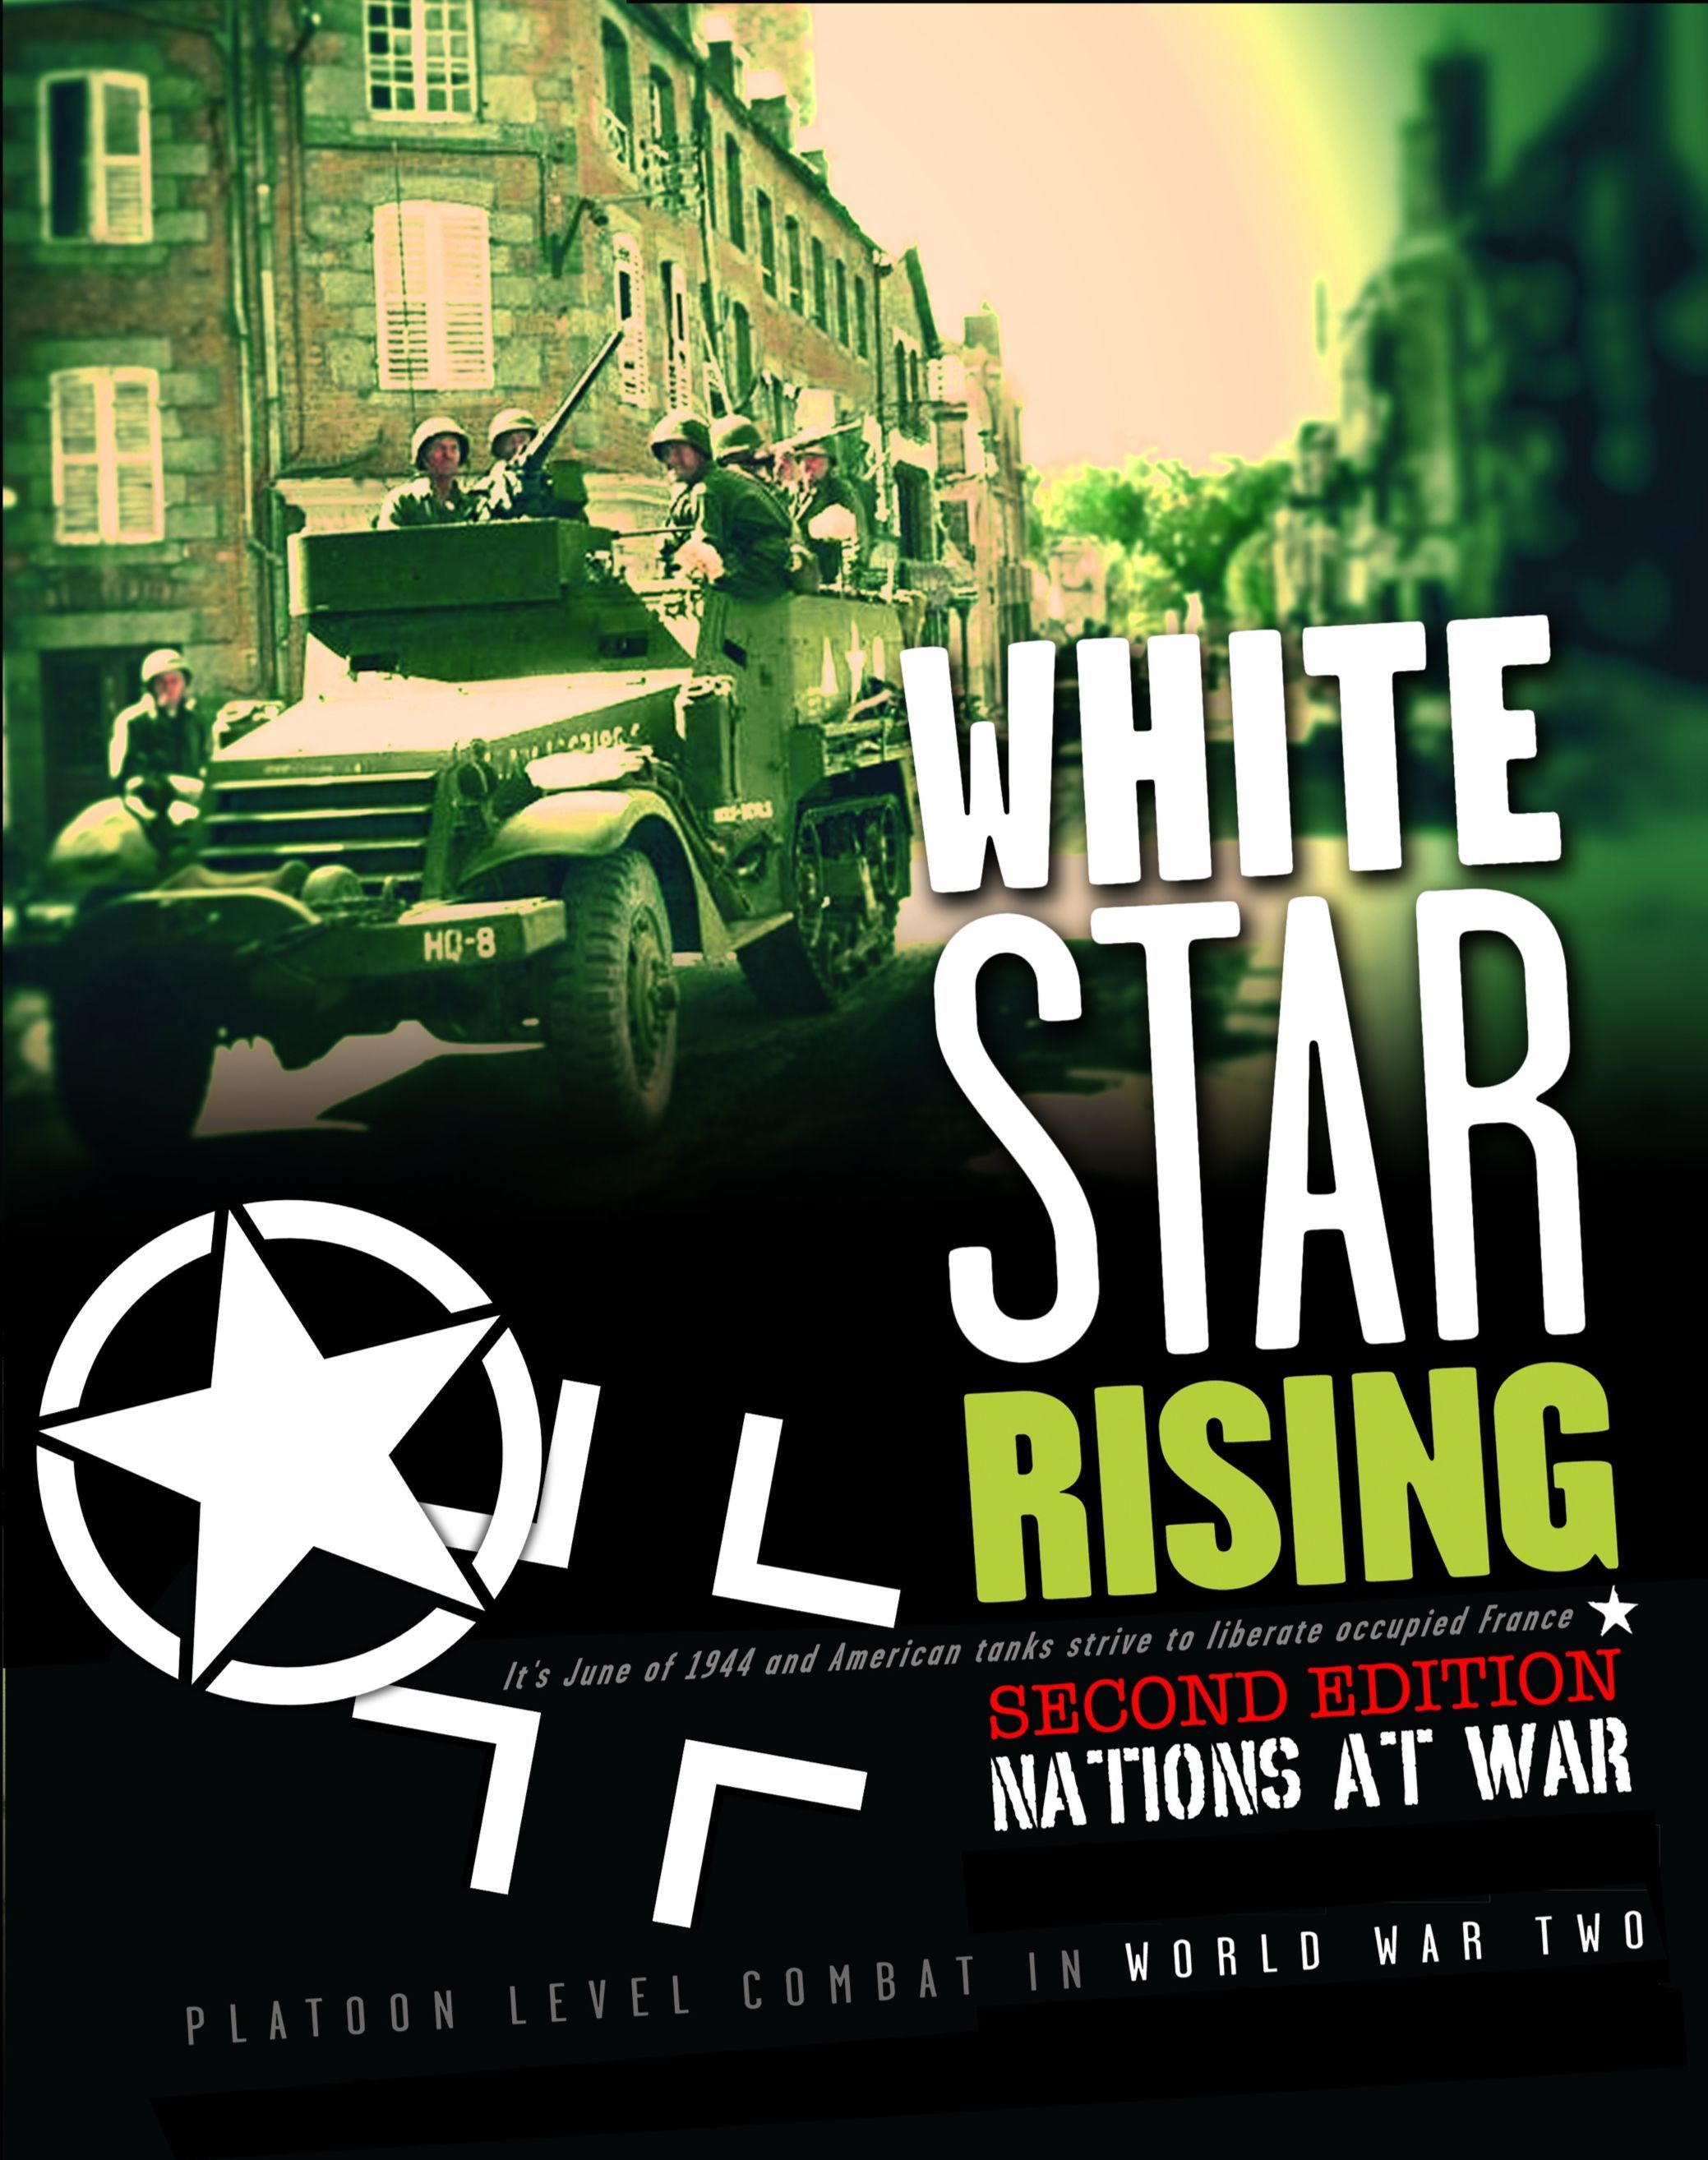 HQ-8
WHITE
STAR
RISING
It's June of 1944 and American tanks strive to liberate occupied France
SECOND EDITION
NATIONS AT WAR
PLATOON LEVEL COMBAT IN WORLD WAR TWO